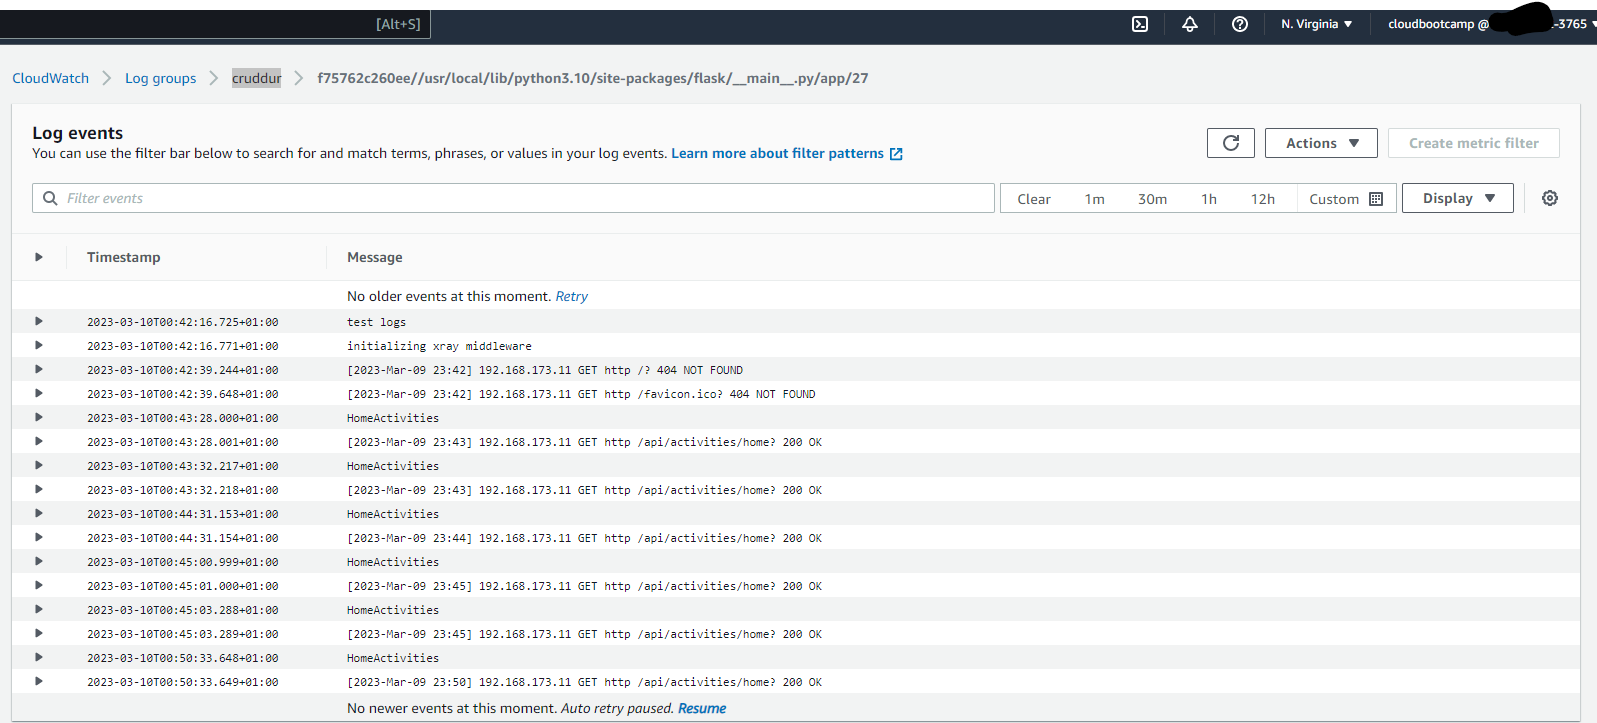 [Alt+S] N. Virginia cloudbootcamp @ -3765
CloudWatch Log groups cruddur f75762c260ee//usr/local/lib/python3.10/site-packages/flask/__main__.py/app/27
Log events
You can use the filter bar below to search for and match terms, phrases, or values in your log events. Learn more about filter patterns
Actions
Create metric filter
Filter events
Clear 1m 30m 1h 12h Custom Display
Timestamp Message
No older events at this moment. Retry
2023-03-10T00:42:16.725+01:00 test logs
2023-03-10T00:42:16.771+01:00 initializing xray middleware
2023-03-10T00:42:39.244+01:00 [2023-Mar-09 23:42] 192.168.173.11 GET http /? 404 NOT FOUND
2023-03-10T00:42:39.648+01:00 [2023-Mar-09 23:42] 192.168.173.11 GET http /favicon.ico? 404 NOT FOUND
2023-03-10T00:43:28.000+01:00 HomeActivities
2023-03-10T00:43:28.001+01:00 [2023-Mar-09 23:43] 192.168.173.11 GET http /api/activities/home? 200 OK
2023-03-10T00:43:32.217+01:00 HomeActivities
2023-03-10T00:43:32.218+01:00 [2023-Mar-09 23:43] 192.168.173.11 GET http /api/activities/home? 200 OK
2023-03-10T00:44:31.153+01:00 HomeActivities
2023-03-10T00:44:31.154+01:00 [2023-Mar-09 23:44] 192.168.173.11 GET http /api/activities/home? 200 OK
2023-03-10T00:45:00.999+01:00 HomeActivities
2023-03-10T00:45:01.000+01:00 [2023-Mar-09 23:45] 192.168.173.11 GET http /api/activities/home? 200 OK
2023-03-10T00:45:03.288+01:00 HomeActivities
2023-03-10T00:45:03.289+01:00 [2023-Mar-09 23:45] 192.168.173.11 GET http /api/activities/home? 200 OK
2023-03-10T00:50:33.648+01:00 HomeActivities
2023-03-10T00:50:33.649+01:00 [2023-Mar-09 23:50] 192.168.173.11 GET http /api/activities/home? 200 OK
No newer events at this moment. Auto retry paused. Resume